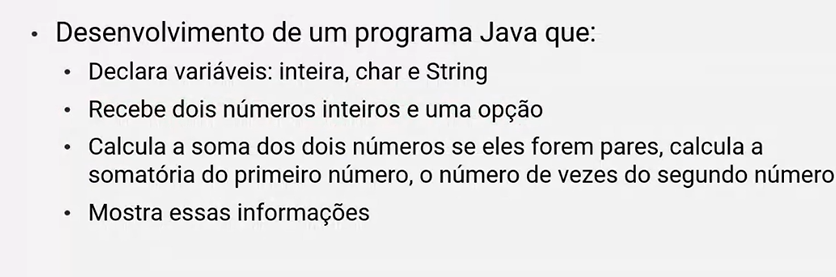 • Desenvolvimento de um programa Java que:
• Declara variáveis: inteira, char e String
• Recebe dois números inteiros e uma opção
• Calcula a soma dos dois números se eles forem pares, calcula a
somatória do primeiro número, o número de vezes do segundo número
• Mostra essas informações